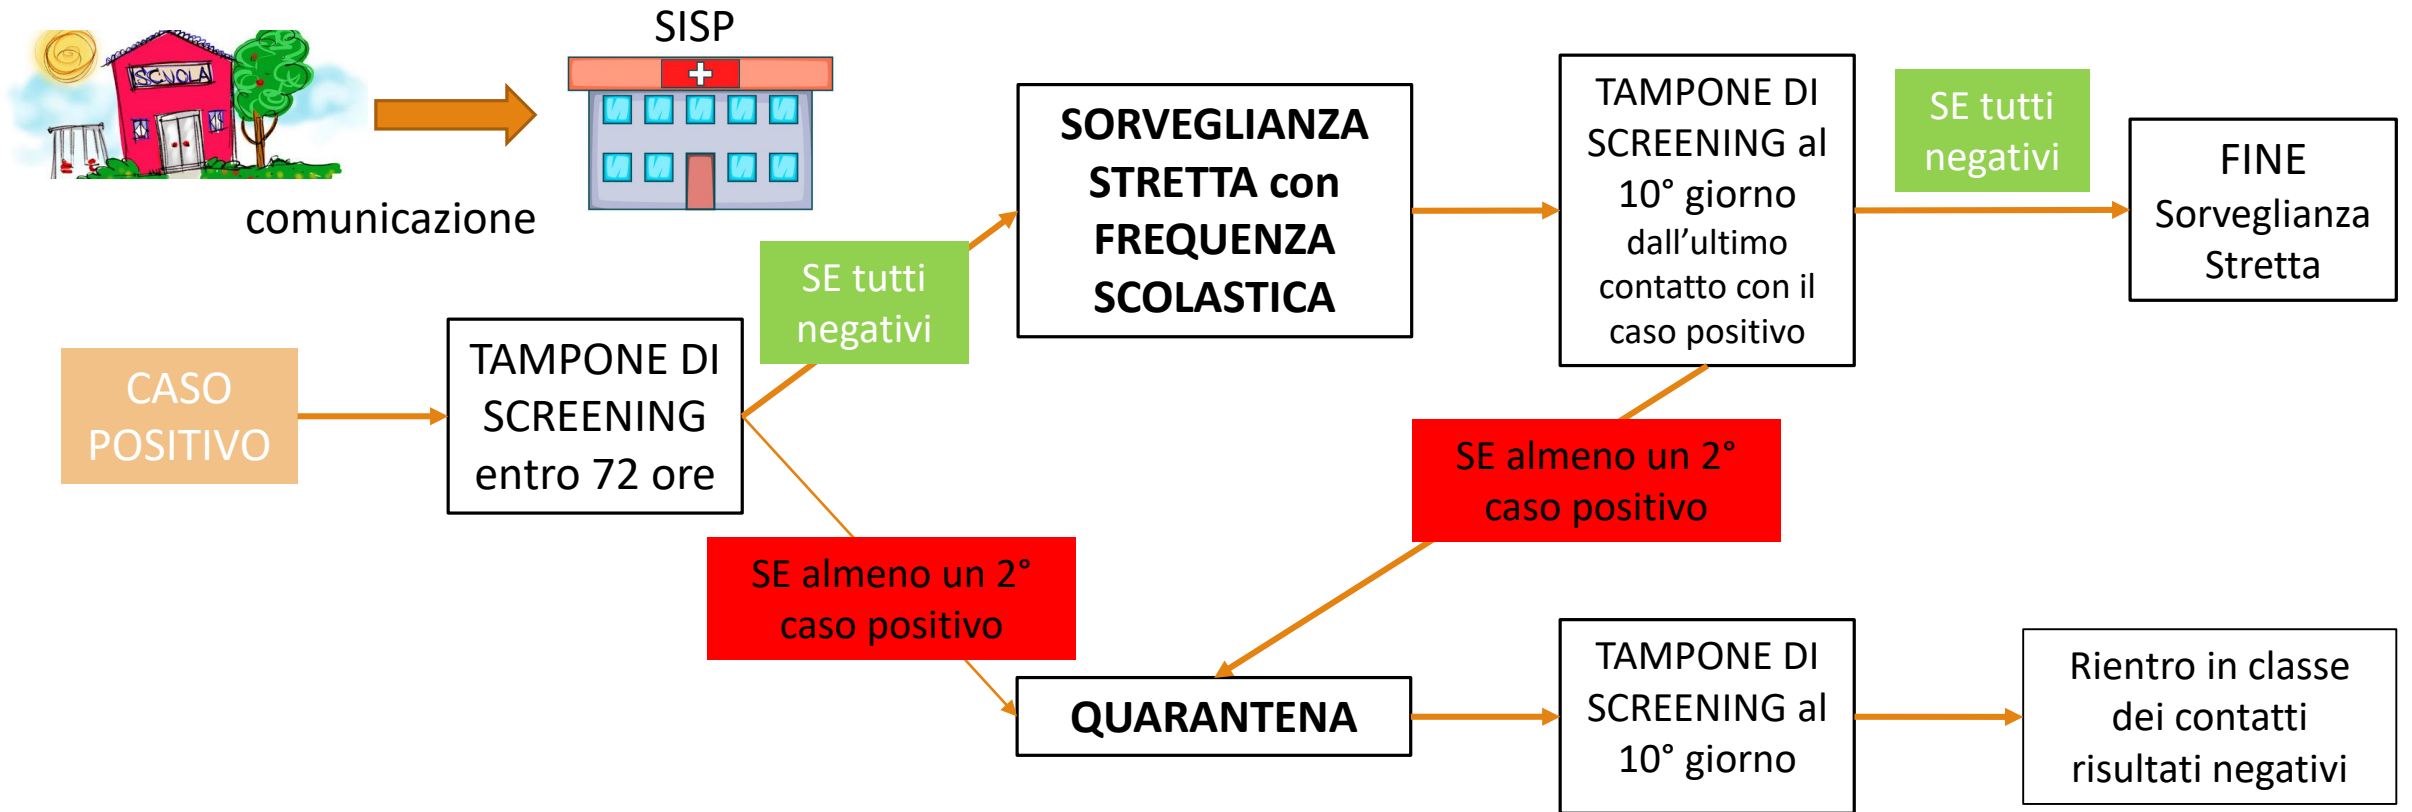 SISP
SCUOLA
comunicazione
CASO
POSITIVO
TAMPONE DI
SCREENING
entro 72 ore
SE tutti
negativi
SE almeno un 2°
caso positivo
SORVEGLIANZA
STRETTA con
FREQUENZA
SCOLASTICA
TAMPONE DI
SCREENING al
10° giorno
dall’ultimo
contatto con il
caso positivo
SE tutti
negativi
FINE
Sorveglianza
Stretta
SE almeno un 2°
caso positivo
QUARANTENA
TAMPONE DI
SCREENING al
10° giorno
Rientro in classe
dei contatti
risultati negativi